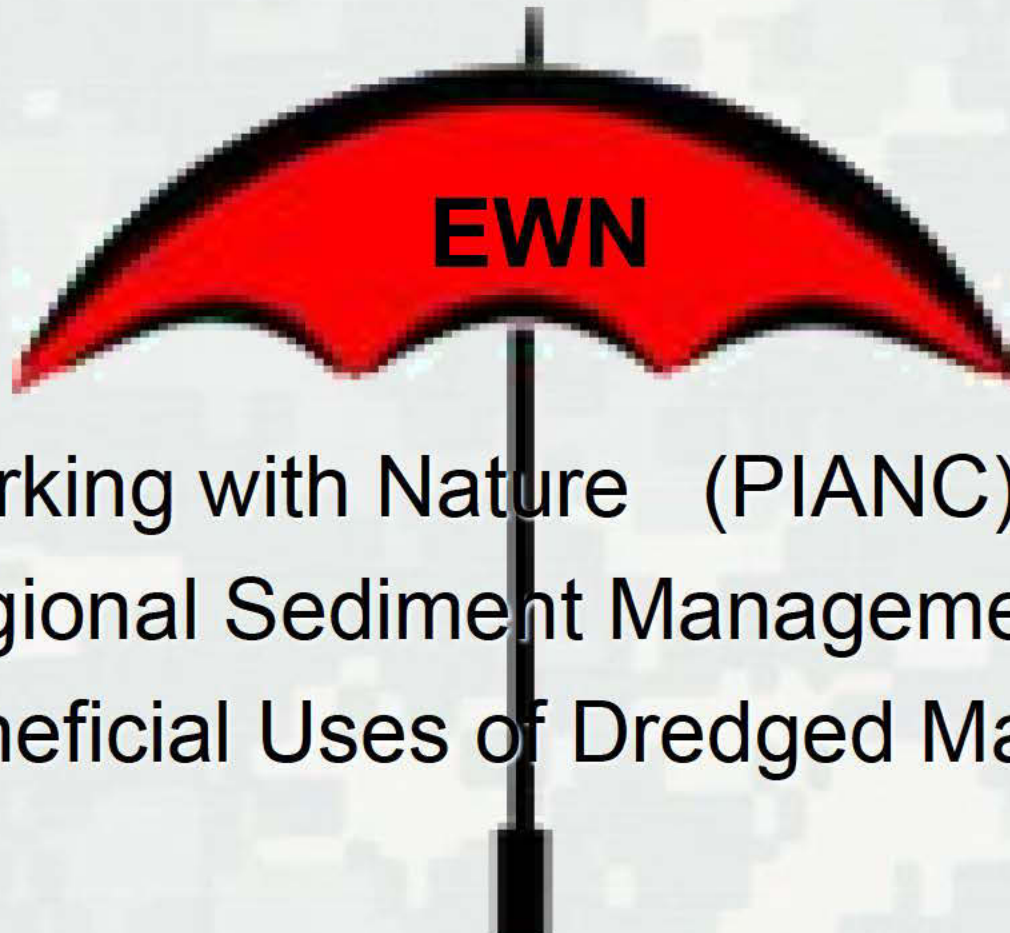 EWN
rking with Nature (PIANC)
gional Sediment Manageme
neficial Uses of Dredged Ma